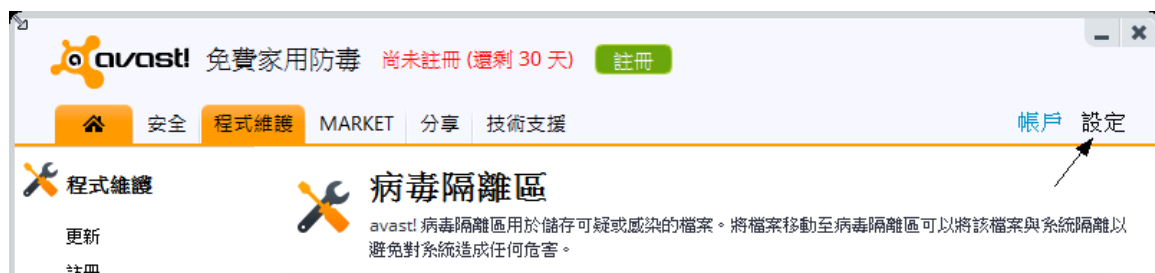 avast! 免費家用防毒 尚未註冊 (還剩 30 天) 註冊
安全 程式維護 MARKET 分享 技術支援 帳戶 設定
程式維護
病毒隔離區
avast! 病毒隔離區用於儲存可疑或感染的檔案。將檔案移動至病毒隔離區可以將該檔案與系統隔離以
避免對系統造成任何危害。
更新
註冊